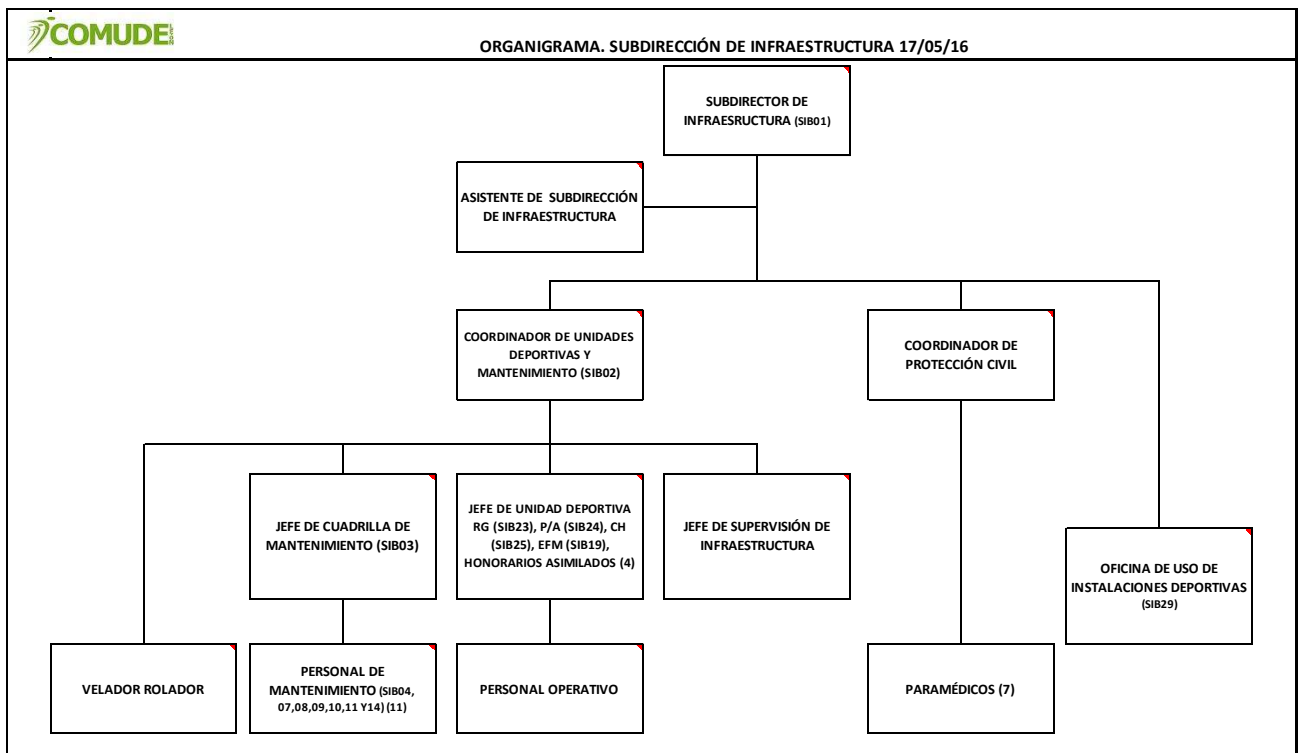 COMUDE
ORGANIGRAMA. SUBDIRECCIÓN DE INFRAESTRUCTURA 17/05/16
SUBDIRECTOR DE
INFRAESRUCTURA (SIB01)
ASISTENTE DE SUBDIRECCIÓN
DE INFRAESTRUCTURA
COORDINADOR DE UNIDADES
DEPORTIVAS Y
MANTENIMIENTO (SIB02)
COORDINADOR DE
PROTECCIÓN CIVIL
JEFE DE CUADRILLA DE
MANTENIMIENTO (SIB03)
JEFE DE UNIDAD DEPORTIVA
RG (SIB23), P/A (SIB24), CH
(SIB25), EFM (SIB19),
HONORARIOS ASIMILADOS (4)
JEFE DE SUPERVISIÓN DE
INFRAESTRUCTURA
OFICINA DE USO DE
INSTALACIONES DEPORTIVAS
(SIB29)
VELADOR ROLADOR
PERSONAL DE
MANTENIMIENTO (SIB04,
07,08,09,10,11 Y14) (11)
PERSONAL OPERATIVO
PARAMÉDICOS (7)